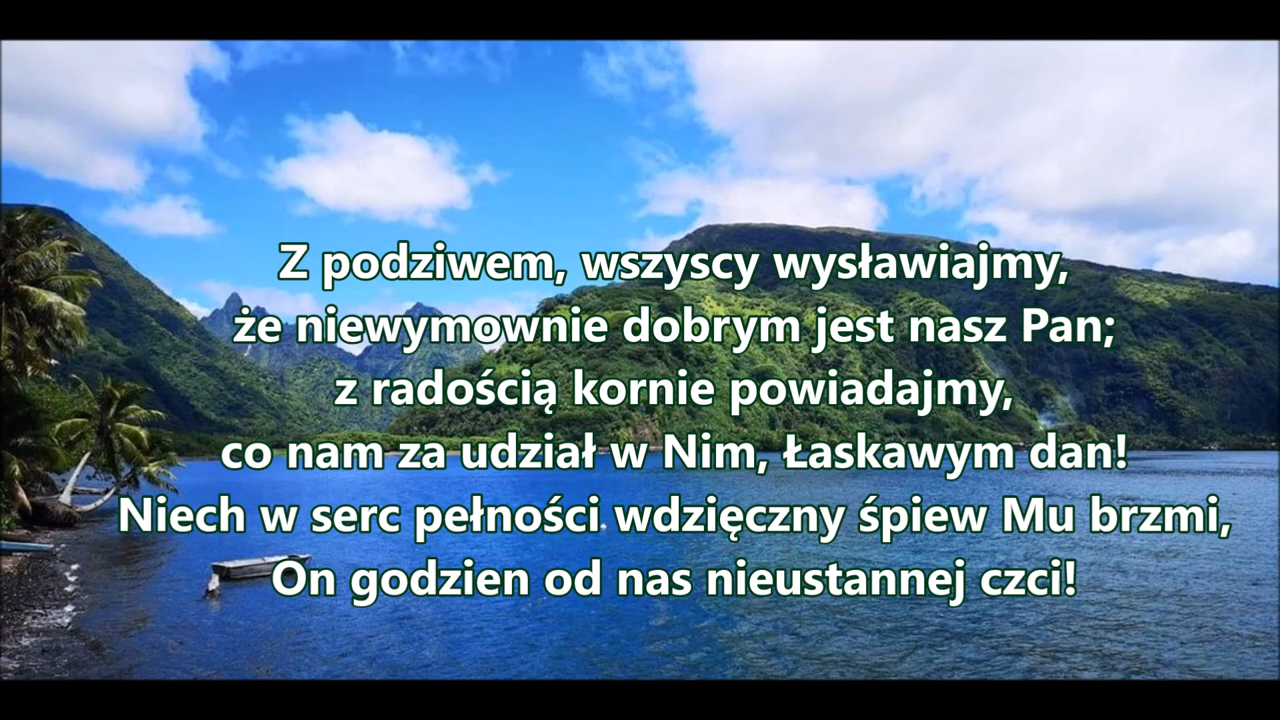 Z podziwem, wszyscy wysławiajmy,
że niewymownie dobrym jest nasz Pan;
z radością kornie powiadajmy,
co nam za udział w Nim, Łaskawym dan!
Niech w serc pełności wdzięczny śpiew Mu brzmi,
On godzien od nas nieustannej czci!